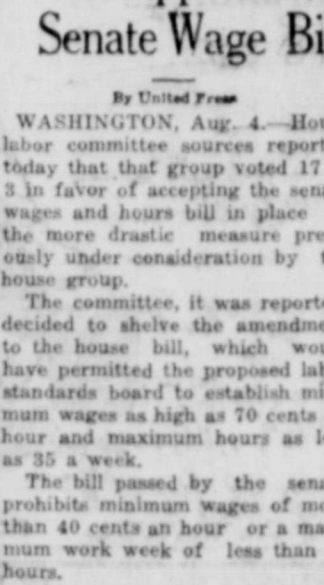 Senate Wage Bi
By United Press
WASHINGTON, Aug. 4.—Hou
labor committee sources report
today that that group voted 17
3 in favor of accepting the sena
wages and hours bill in place
the more drastic measure pre
ously under consideration by t
house group.
The committee, it was reporte
decided to shelve the amendme
to the house bill, which wou
have permitted the proposed lab
standards board to establish mi
mum wages as high as 70 cents
hour and maximum hours as l
as 35 a week.
The bill passed by the sena
prohibits minimum wages of mo
than 40 cents an hour or a ma
mum work week of less than
hours.